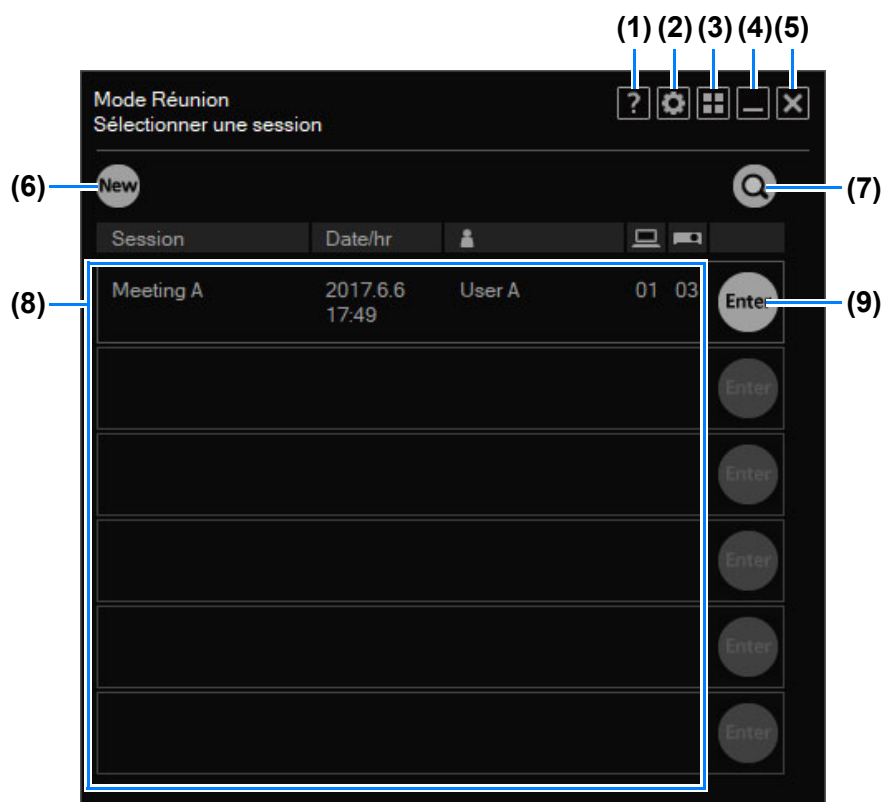 (1) (2) (3) (4) (5)
Mode Réunion
Sélectionner une session
?
(6)
New
(7)
Session Date/hr
(8)
Meeting A 2017.6.6 User A 01 03 Enter
17:49
(9)
Enter
Enter
Enter
Enter
Enter